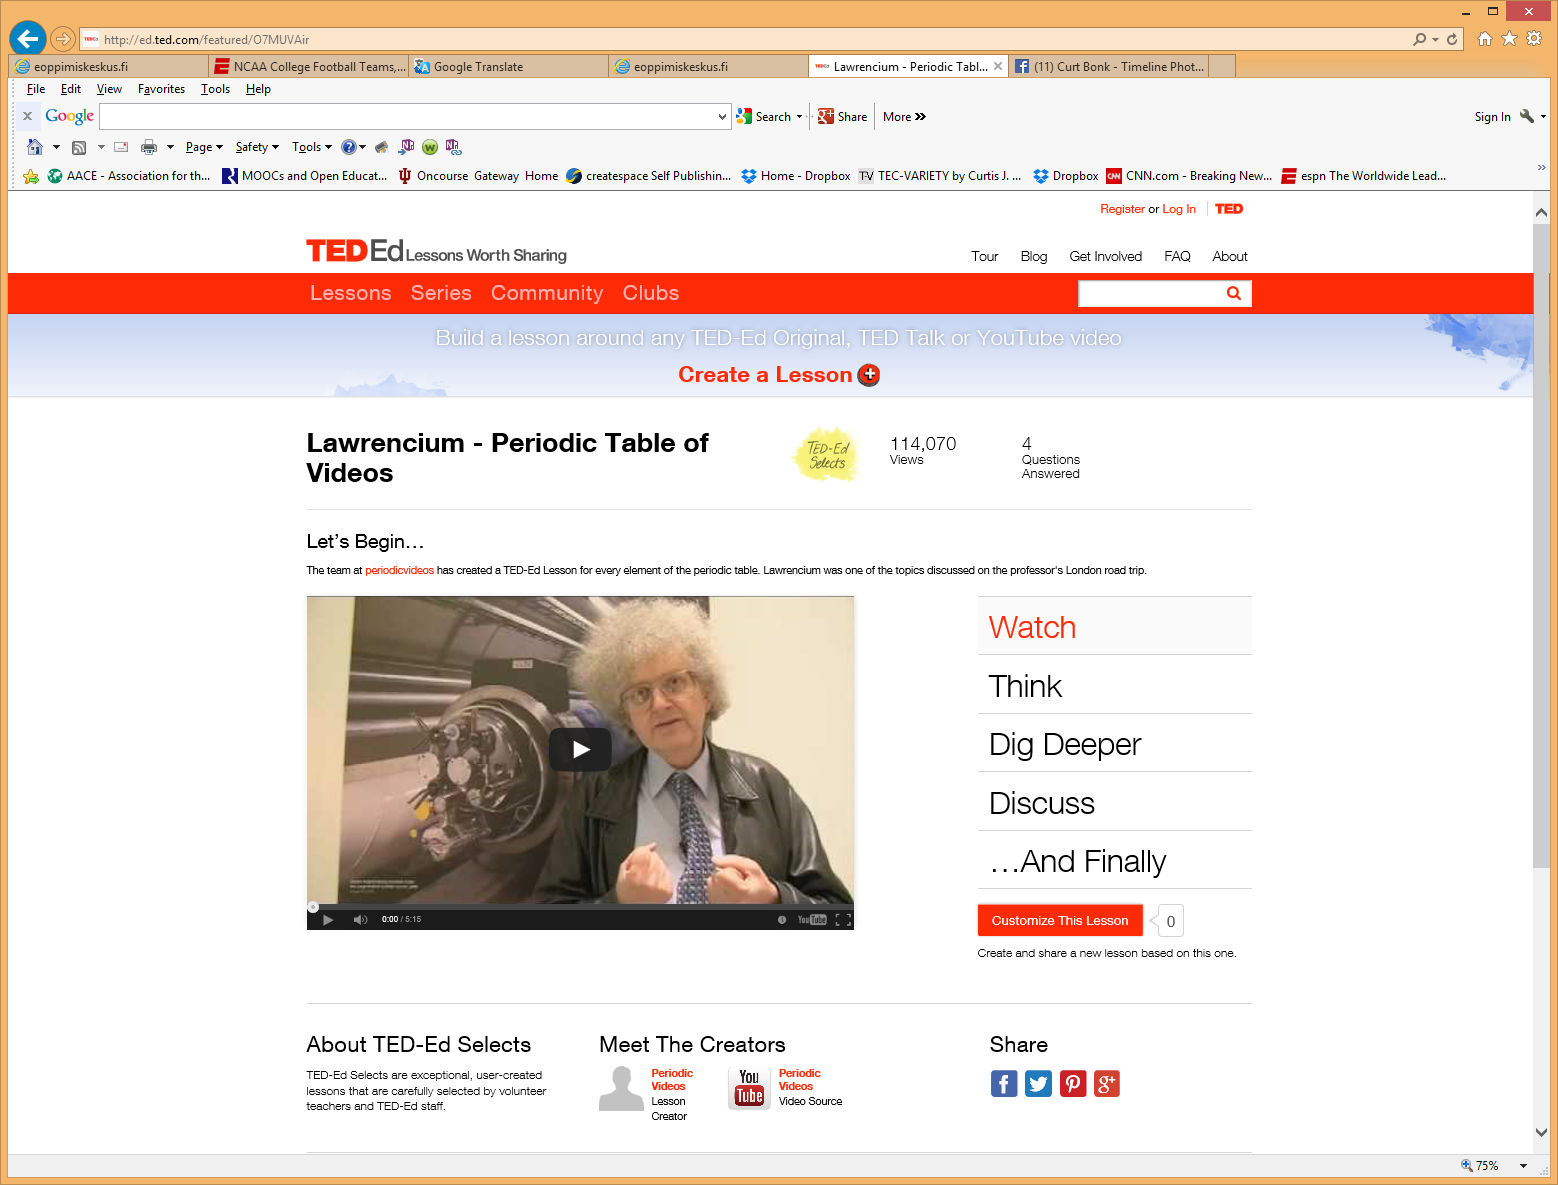 http://ed.ted.com/featured/O7MUVAir
eoppimiskeskus.fi
NCAA College Football Teams,...
Google Translate
eoppimiskeskus.fi
TEDEd Lawrencium - Periodic Tabl...
(11) Curt Bonk - Timeline Phot...
File Edit View Favorites Tools Help
x Google Search Share More Sign In
Page Safety Tools
AACE - Association for th... MOOCs and Open Educat... Oncourse Gateway Home createspace Self Publishin... Home - Dropbox TV TEC-VARIETY by Curtis J. ... Dropbox CNN CNN.com - Breaking New... espn The Worldwide Lead...
Register or Log In TED
TEDEd Lessons Worth Sharing
Tour Blog Get Involved FAQ About
Lessons Series Community Clubs
Build a lesson around any TED-Ed Original, TED Talk or YouTube video
Create a Lesson
Lawrencium - Periodic Table of
Videos
TED-Ed
Selects
114,070
Views
4
Questions
Answered
Let's Begin...
The team at periodicvideos has created a TED-Ed Lesson for every element of the periodic table. Lawrencium was one of the topics discussed on the professor's London road trip.
Watch
Think
Dig Deeper
Discuss
...And Finally
0:00 / 5:15
YouTube
Customize This Lesson
0
Create and share a new lesson based on this one.
About TED-Ed Selects
TED-Ed Selects are exceptional, user-created
lessons that are carefully selected by volunteer
teachers and TED-Ed staff.
Meet The Creators
Periodic
Videos
Lesson
Creator
You
Tube
Periodic
Videos
Video Source
Share
75%